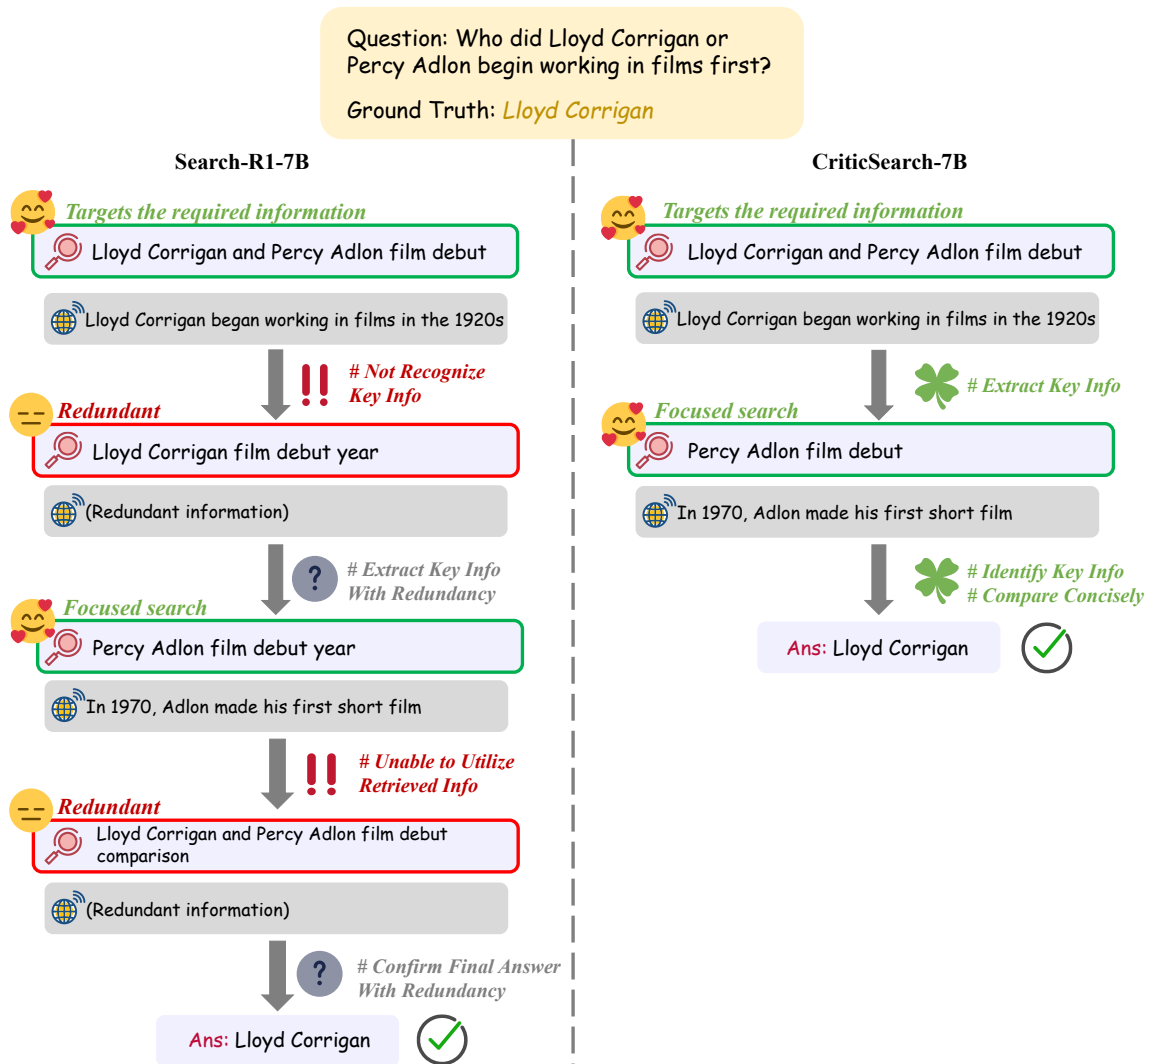 Question: Who did Lloyd Corrigan or
Percy Adlon begin working in films first?
Ground Truth: Lloyd Corrigan
Search-R1-7B
Targets the required information
Lloyd Corrigan and Percy Adlon film debut
Lloyd Corrigan began working in films in the 1920s
!!
# Not Recognize
Key Info
Redundant
Lloyd Corrigan film debut year
(Redundant information)
?
# Extract Key Info
With Redundancy
Focused search
Percy Adlon film debut year
In 1970, Adlon made his first short film
!!
# Unable to Utilize
Retrieved Info
Redundant
Lloyd Corrigan and Percy Adlon film debut
comparison
(Redundant information)
?
# Confirm Final Answer
With Redundancy
Ans: Lloyd Corrigan
CriticSearch-7B
Targets the required information
Lloyd Corrigan and Percy Adlon film debut
Lloyd Corrigan began working in films in the 1920s
# Extract Key Info
Focused search
Percy Adlon film debut
In 1970, Adlon made his first short film
# Identify Key Info
# Compare Concisely
Ans: Lloyd Corrigan